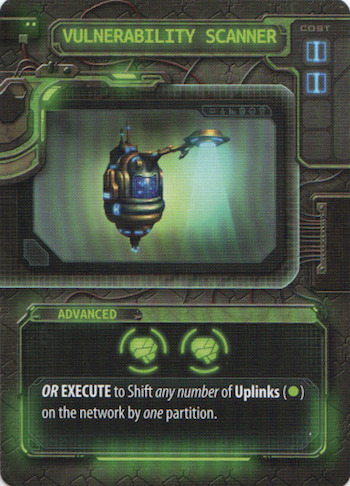 VULNERABILITY SCANNER
COST
ADVANCED
OR EXECUTE to Shift any number of Uplinks (●)
on the network by one partition.